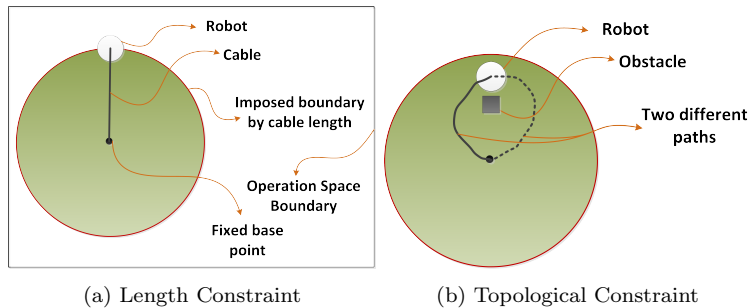 Robot
Cable
Imposed boundary
by cable length
Operation Space
Boundary
Fixed base
point
(a) Length Constraint
Robot
Obstacle
Two different
paths
(b) Topological Constraint